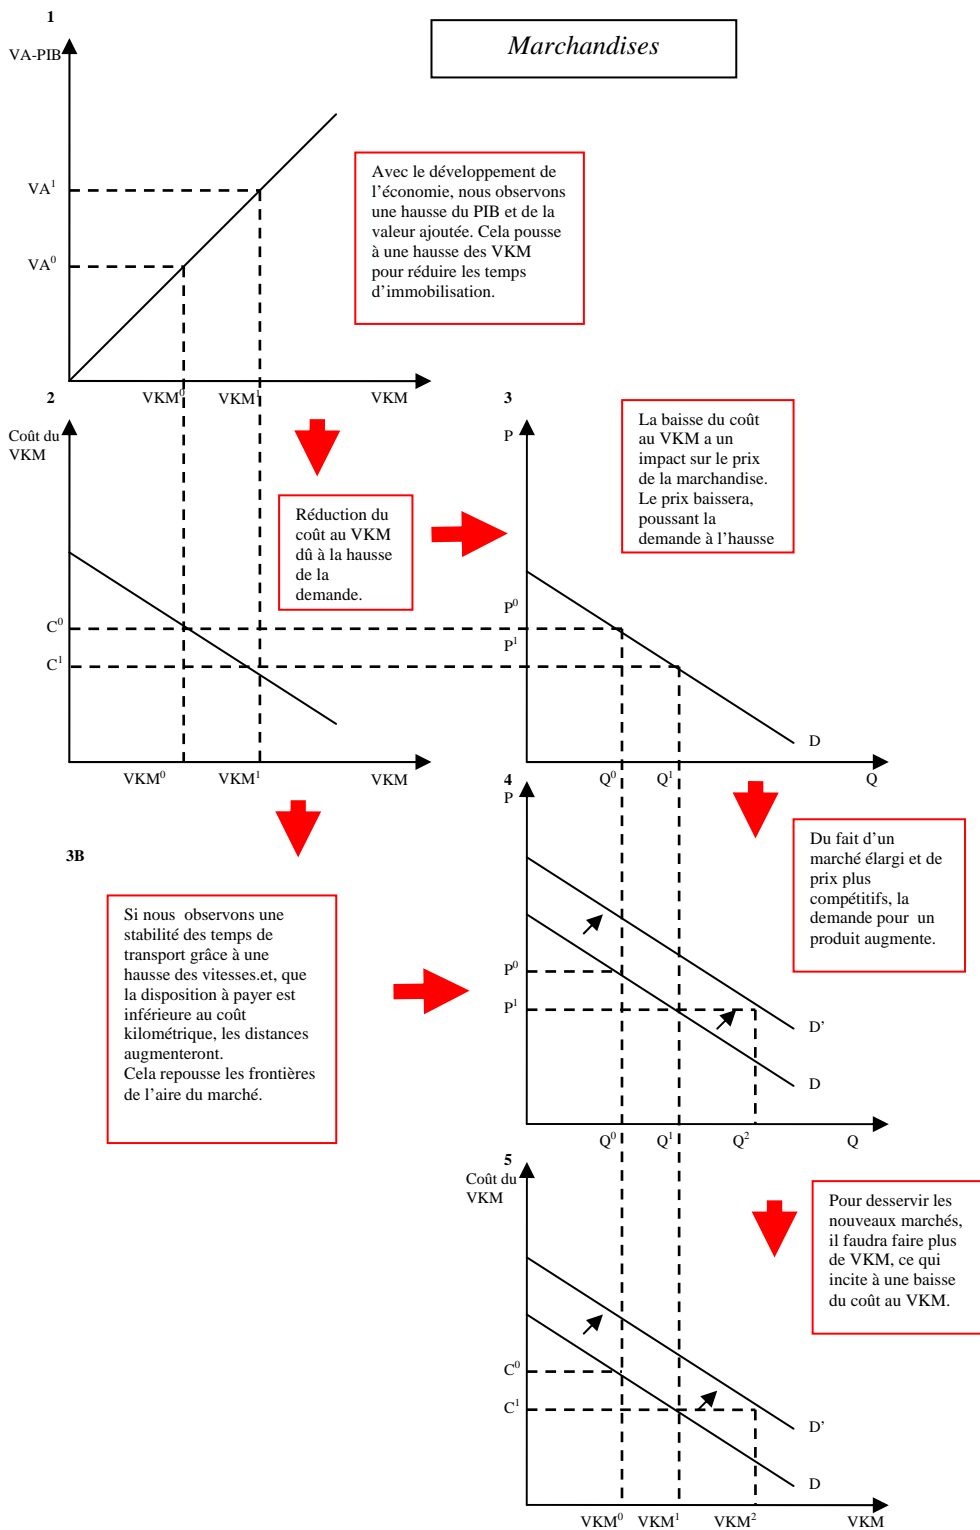 1
VA-PIB
Marchandises
Avec le développement de
l'économie, nous observons
une hausse du PIB et de la
valeur ajoutée. Cela pousse
à une hausse des VKM
pour réduire les temps
d'immobilisation.
VA¹
VA⁰
VKM⁰
VKM¹
VKM
2
Coût du
VKM
Réduction du
coût au VKM
dû à la hausse
de la
demande.
C⁰
C¹
VKM⁰
VKM¹
VKM
3
P
La baisse du coût
au VKM a un
impact sur le prix
de la marchandise.
Le prix baissera,
poussant la
demande à l'hausse
P⁰
P¹
D
Q⁰
Q¹
Q
3B
Si nous observons une
stabilité des temps de
transport grâce à une
hausse des vitesses.et, que
la disposition à payer est
inférieure au coût
kilométrique, les distances
augmenteront.
Cela repousse les frontières
de l'aire du marché.
4
P
Du fait d'un
marché élargi et de
prix plus
compétitifs, la
demande pour un
produit augmente.
P⁰
P¹
D'
D
Q⁰
Q¹
Q²
Q
5
Coût du
VKM
Pour desservir les
nouveaux marchés,
il faudra faire plus
de VKM, ce qui
incite à une baisse
du coût au VKM.
C⁰
C¹
D'
D
VKM⁰
VKM¹
VKM²
VKM